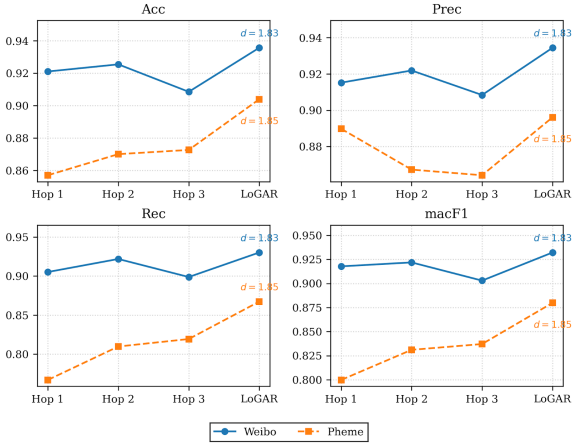 Acc
0.94
0.92
0.90
0.88
0.86
d = 1.83
d = 1.85
Hop 1 Hop 2 Hop 3 LoGAR
Prec
0.94
0.92
0.90
0.88
d = 1.83
d = 1.85
Hop 1 Hop 2 Hop 3 LoGAR
Rec
0.95
0.90
0.85
0.80
d = 1.83
d = 1.85
Hop 1 Hop 2 Hop 3 LoGAR
macF1
0.950
0.925
0.900
0.875
0.850
0.825
0.800
d = 1.83
d = 1.85
Hop 1 Hop 2 Hop 3 LoGAR
Weibo Pheme